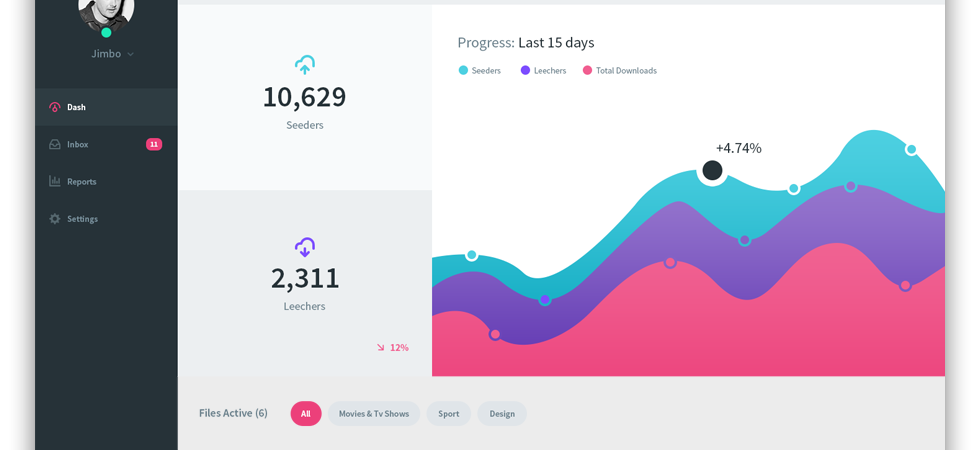 Jimbo
Dash
Inbox 11
Reports
Settings
10,629
Seeders
2,311
Leechers
12%
Progress: Last 15 days
Seeders Leechers Total Downloads
+4.74%
Files Active (6) All Movies & Tv Shows Sport Design